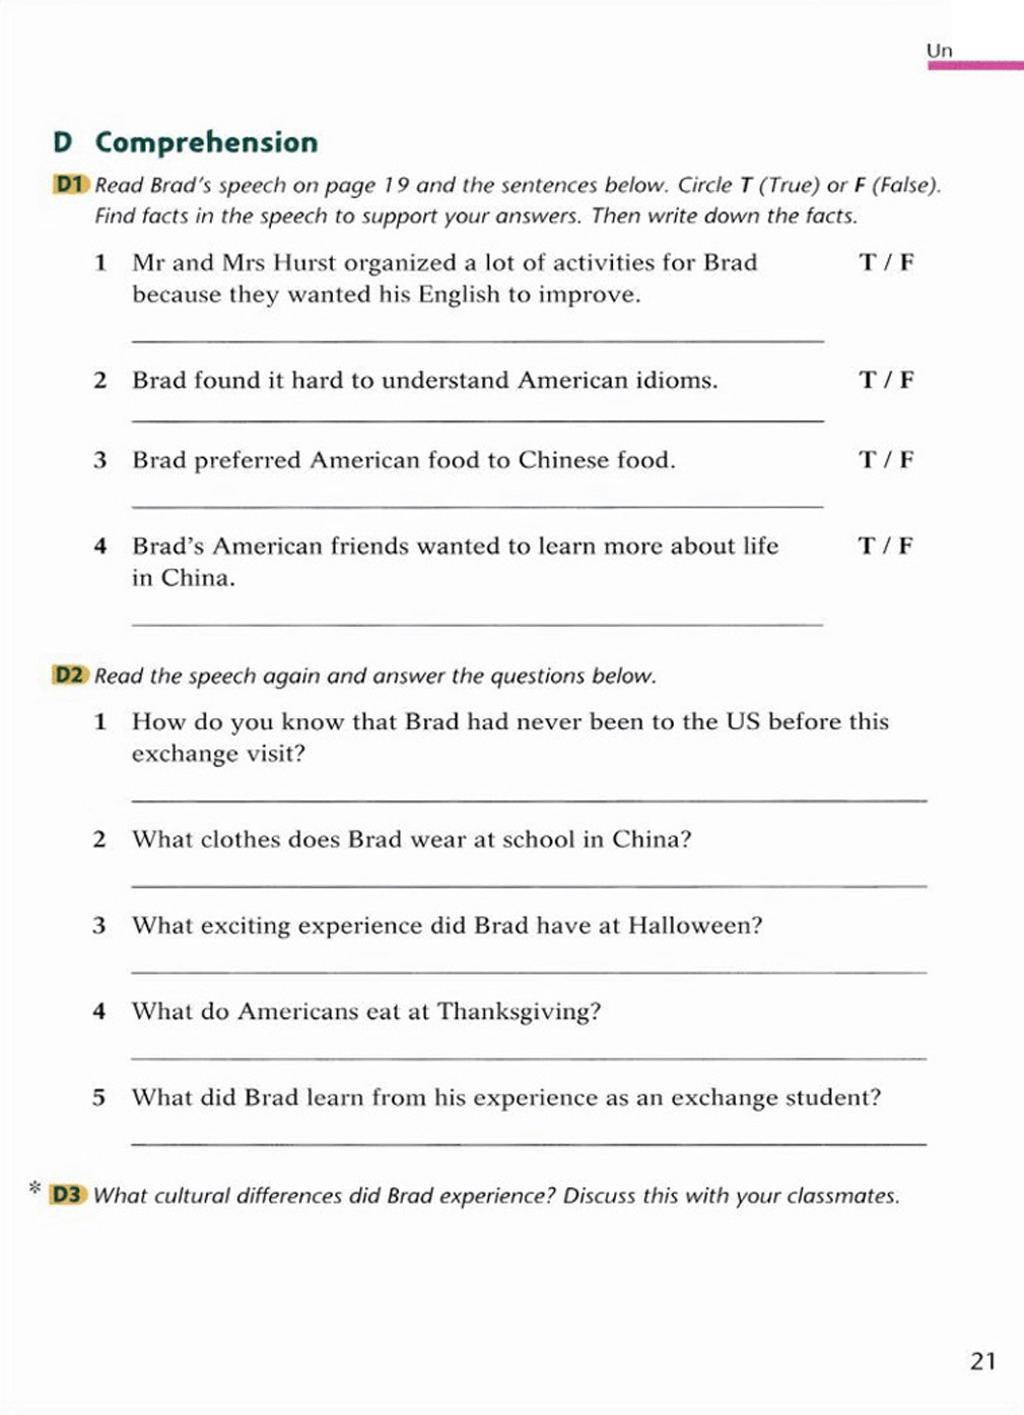 Un
D Comprehension
D1 Read Brad's speech on page 19 and the sentences below. Circle T (True) or F (False).
Find facts in the speech to support your answers. Then write down the facts.
1 Mr and Mrs Hurst organized a lot of activities for Brad T / F
because they wanted his English to improve.
2 Brad found it hard to understand American idioms. T / F
3 Brad preferred American food to Chinese food. T / F
4 Brad's American friends wanted to learn more about life T / F
in China.
D2 Read the speech again and answer the questions below.
1 How do you know that Brad had never been to the US before this
exchange visit?
2 What clothes does Brad wear at school in China?
3 What exciting experience did Brad have at Halloween?
4 What do Americans eat at Thanksgiving?
5 What did Brad learn from his experience as an exchange student?
* D3 What cultural differences did Brad experience? Discuss this with your classmates.
21